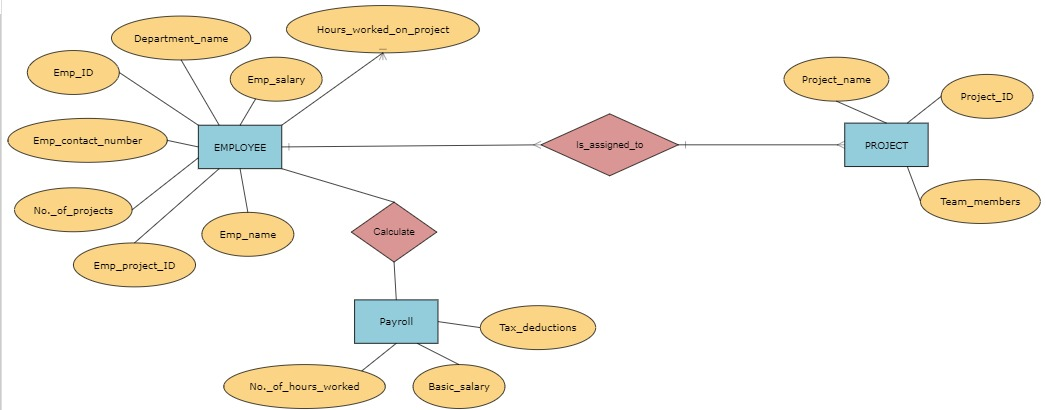 Hours_worked_on_project
Department_name
Emp_ID
Emp_salary
Project_name
Project_ID
Emp_contact_number
EMPLOYEE
Is_assigned_to
PROJECT
No._of_projects
Emp_name
Calculate
Team_members
Emp_project_ID
Payroll
Tax_deductions
No._of_hours_worked
Basic_salary